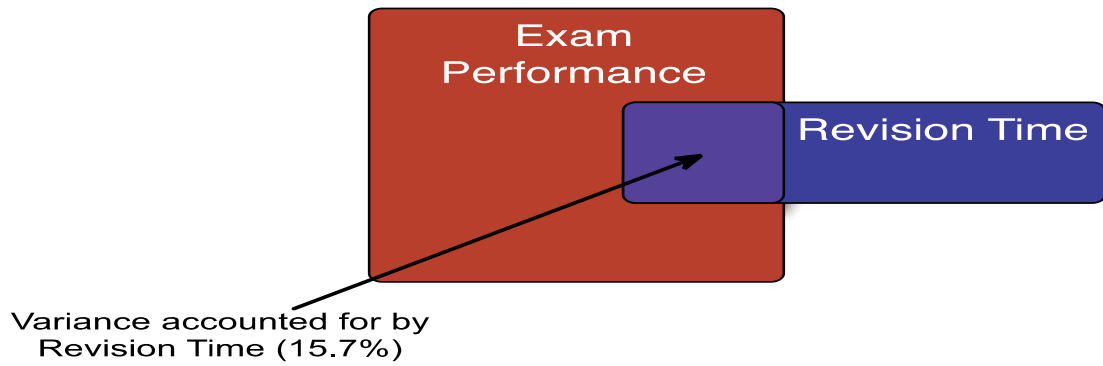 Exam
Performance
Revision Time
Variance accounted for by
Revision Time (15.7%)